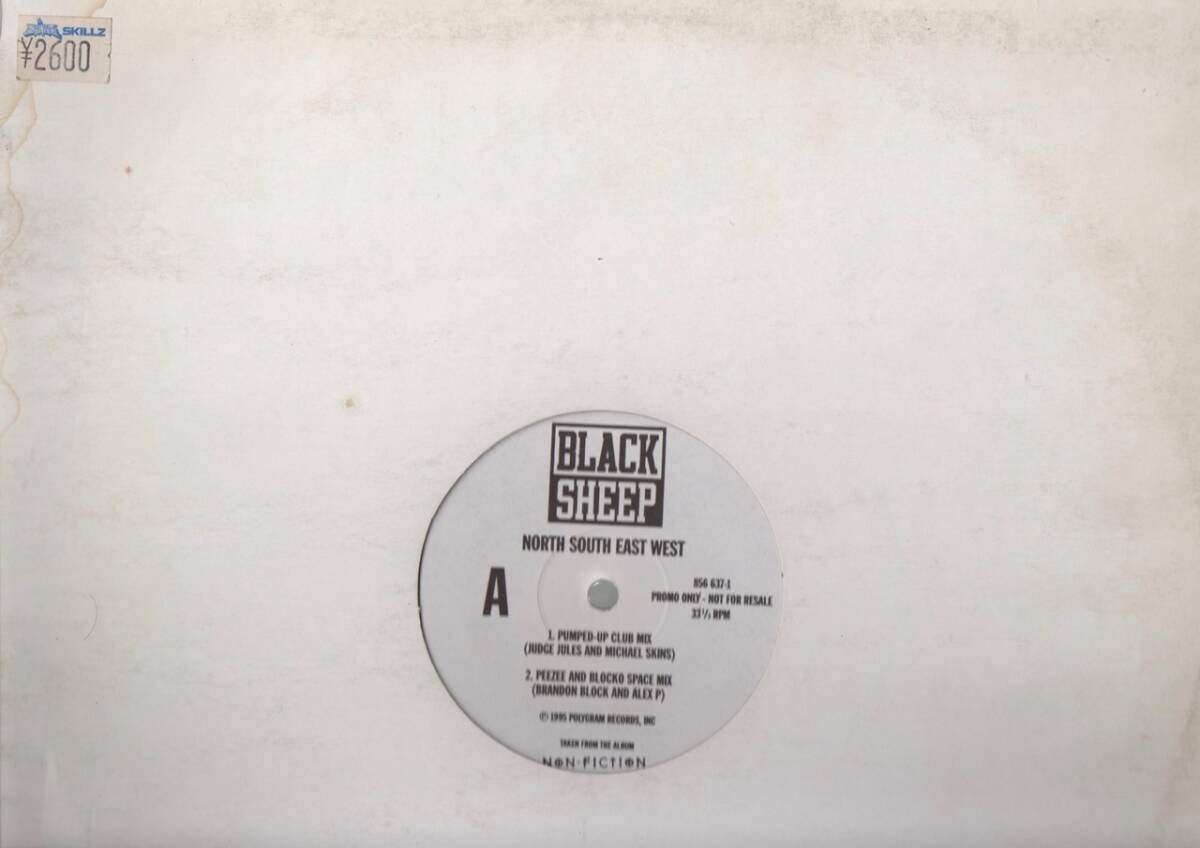 SKILLZ
¥2600
BLACK
SHEEP
NORTH SOUTH EAST WEST
A
856 637-1
PROMO ONLY - NOT FOR RESALE
33⅓ RPM
1. PUMPED-UP CLUB MIX
(JUDGE JULES AND MICHAEL SKINS)
2. PEEZEE AND BLOCKO SPACE MIX
(BRANDON BLOCK AND ALEX P)
℗ 1995 POLYGRAM RECORDS, INC
TAKEN FROM THE ALBUM
NON·FICTION